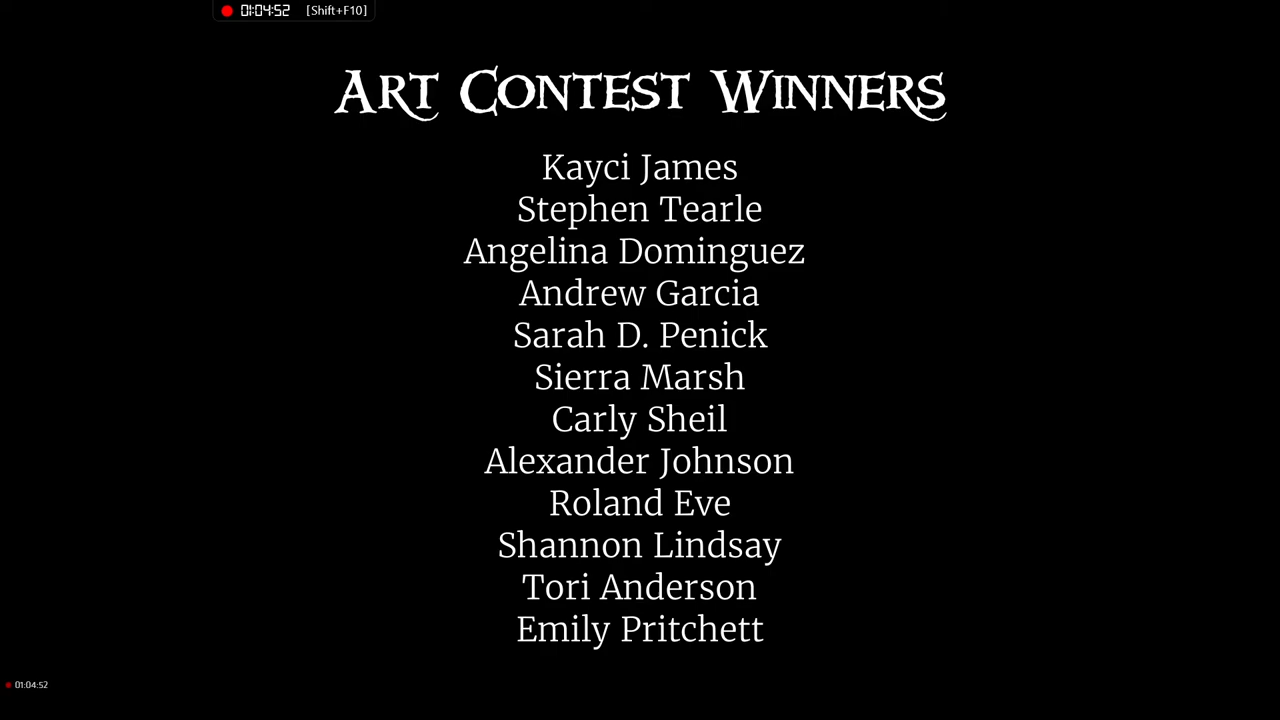 01:04:52 [Shift+F10]
Art Contest Winners
Kayci James
Stephen Tearle
Angelina Dominguez
Andrew Garcia
Sarah D. Penick
Sierra Marsh
Carly Sheil
Alexander Johnson
Roland Eve
Shannon Lindsay
Tori Anderson
Emily Pritchett
01:04:52